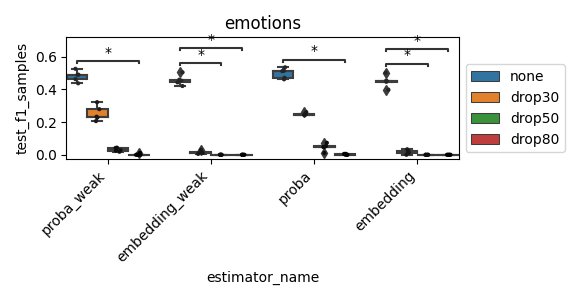 emotions
test_f1_samples
0.6
0.4
0.2
0.0
*
*
*
*
*
*
proba_weak
embedding_weak
proba
embedding
estimator_name
none
drop30
drop50
drop80